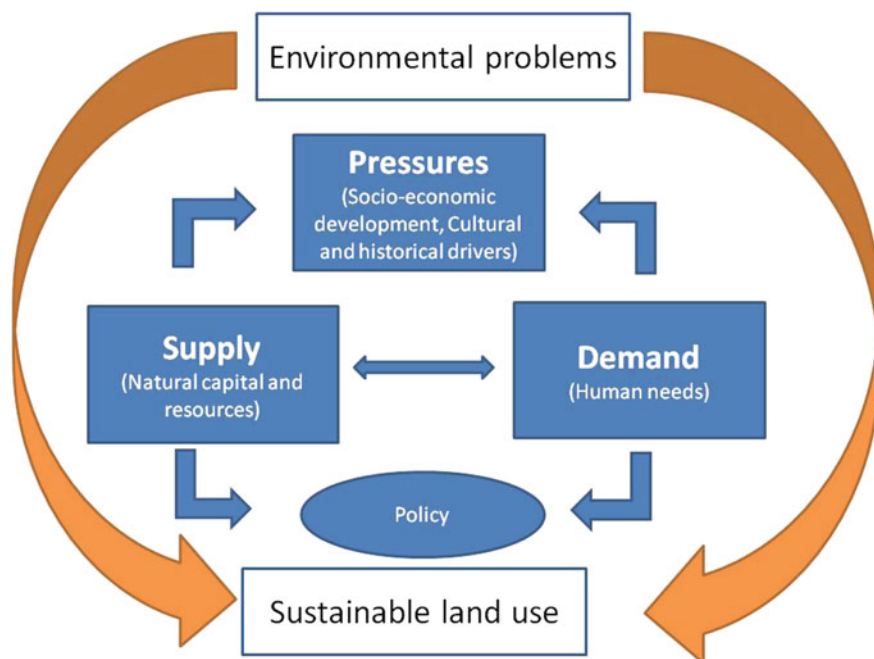 Environmental problems
Pressures
(Socio-economic
development, Cultural
and historical drivers)
Supply
(Natural capital and
resources)
Demand
(Human needs)
Policy
Sustainable land use